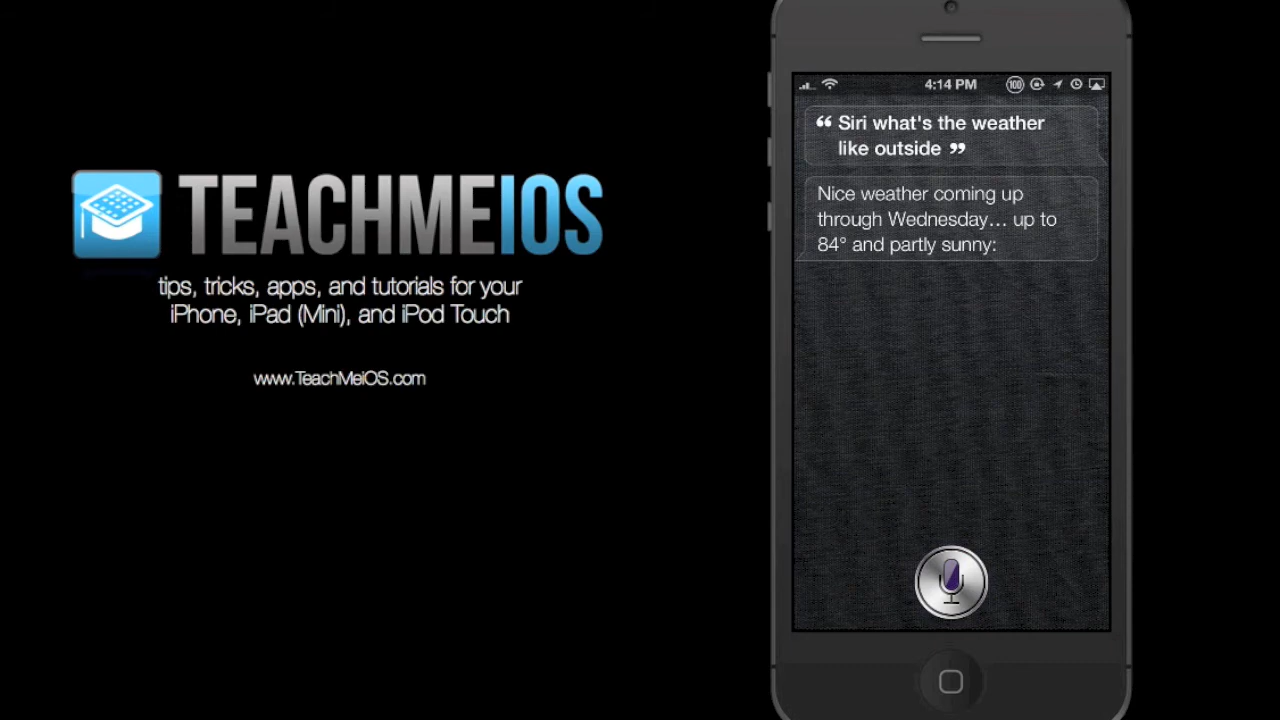 TEACHMEIOS
tips, tricks, apps, and tutorials for your
iPhone, iPad (Mini), and iPod Touch
www.TeachMeiOS.com
4:14 PM
100
“ Siri what's the weather
like outside ”
Nice weather coming up
through Wednesday… up to
84° and partly sunny: